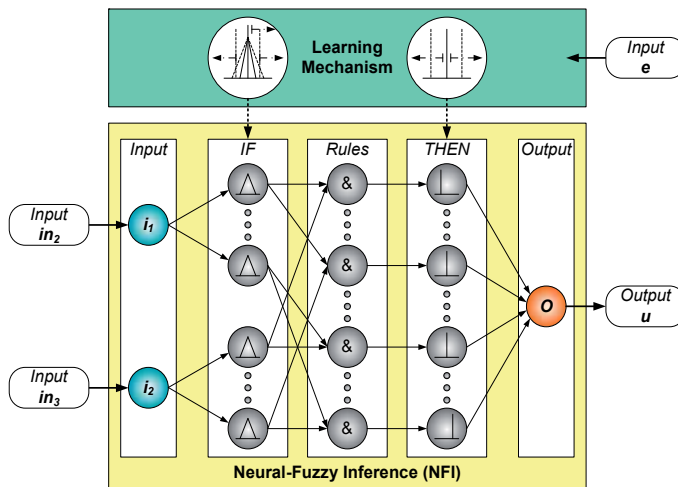 Learning
Mechanism
Input
e
Input
IF
Rules
THEN
Output
&
&
&
&
Input
in2
i1
Input
in3
i2
O
Output
u
Neural-Fuzzy Inference (NFI)